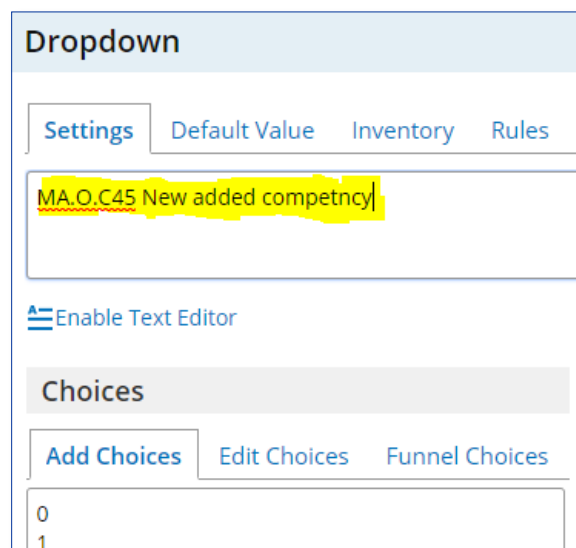 Dropdown
Settings Default Value Inventory Rules
MA.O.C45 New added competncy
Enable Text Editor
Choices
Add Choices Edit Choices Funnel Choices
0
1